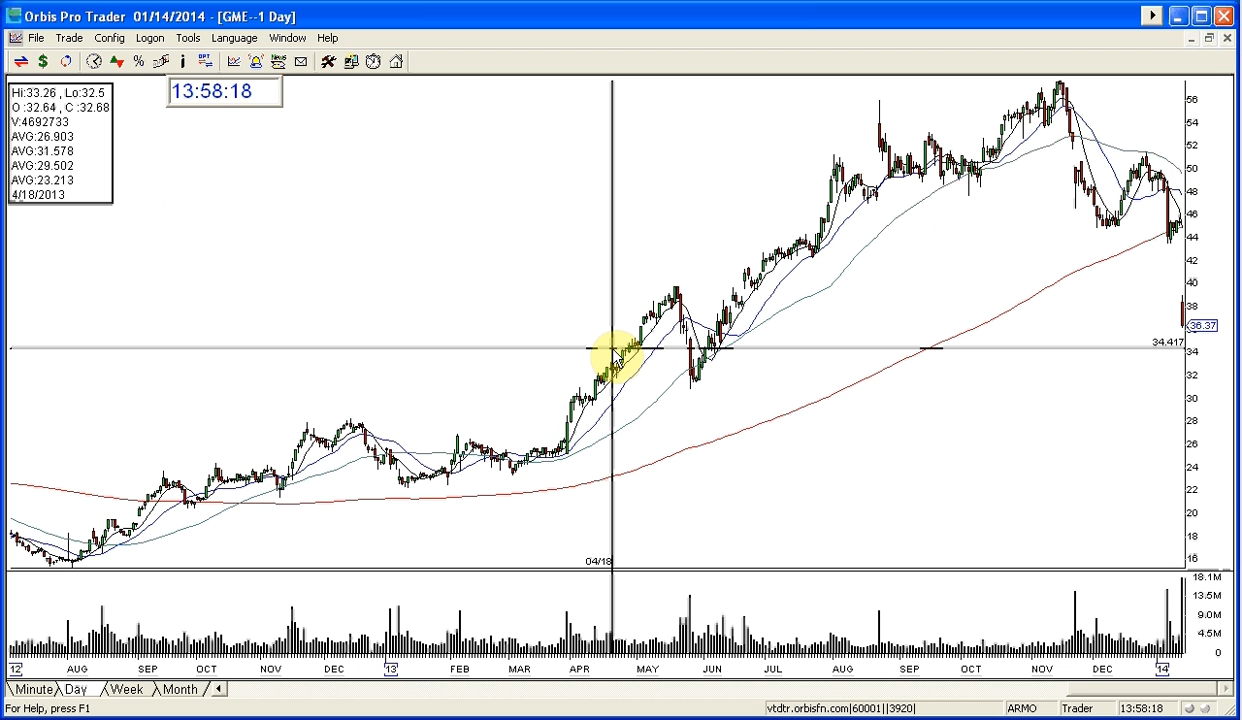 Orbis Pro Trader 01/14/2014 - [GME--1 Day]
File Trade Config Logon Tools Language Window Help
OPT News
13:58:18
Hi:33.26 , Lo:32.5
O :32.64 , C :32.68
V:4692733
AVG:26.903
AVG:31.578
AVG:29.502
AVG:23.213
4/18/2013
56
54
52
50
48
46
44
42
40
38
36.37
34.417
34
32
30
28
26
24
22
20
18
16
04/18
18.1M
13.5M
9.0M
4.5M
0
12 AUG SEP OCT NOV DEC 13 FEB MAR APR MAY JUN JUL AUG SEP OCT NOV DEC 14
Minute Day Week Month
For Help, press F1 vtdtr.orbisfn.com|60001||3920| ARMO Trader 13:58:18